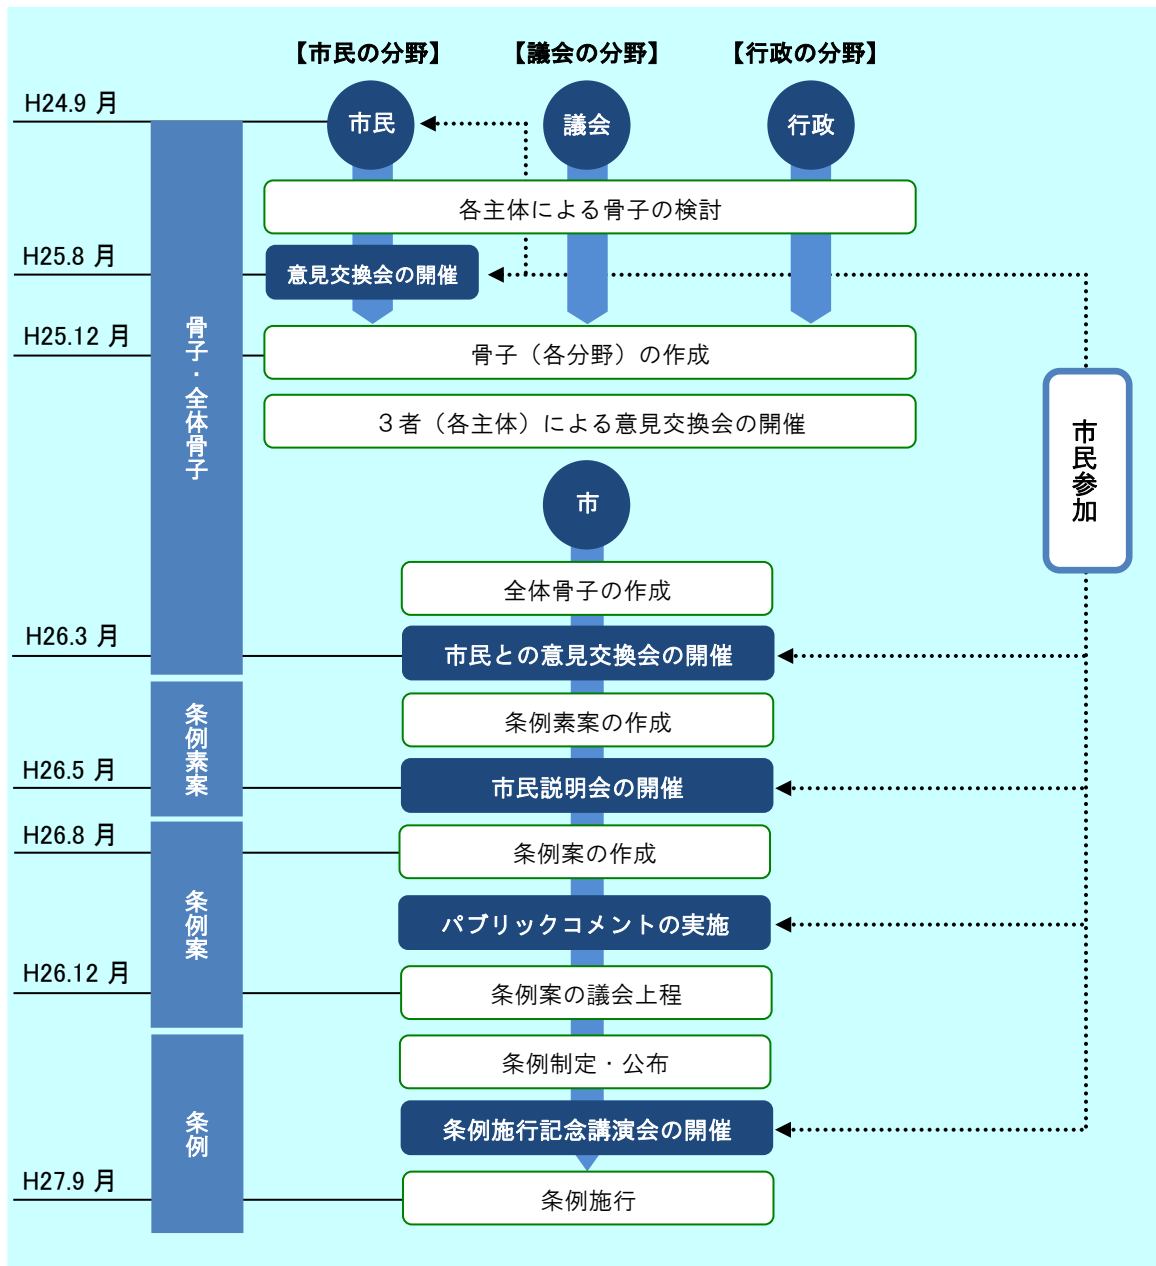 【市民の分野】 【議会の分野】 【行政の分野】
H24.9 月
市民
議会
行政
各主体による骨子の検討
H25.8 月
意見交換会の開催
H25.12 月
骨子（各分野）の作成
３者（各主体）による意見交換会の開催
骨子・全体骨子
市民参加
市
全体骨子の作成
H26.3 月
市民との意見交換会の開催
条例素案
条例素案の作成
H26.5 月
市民説明会の開催
H26.8 月
条例案の作成
条例案
パブリックコメントの実施
H26.12 月
条例案の議会上程
条例制定・公布
条例
条例施行記念講演会の開催
H27.9 月
条例施行